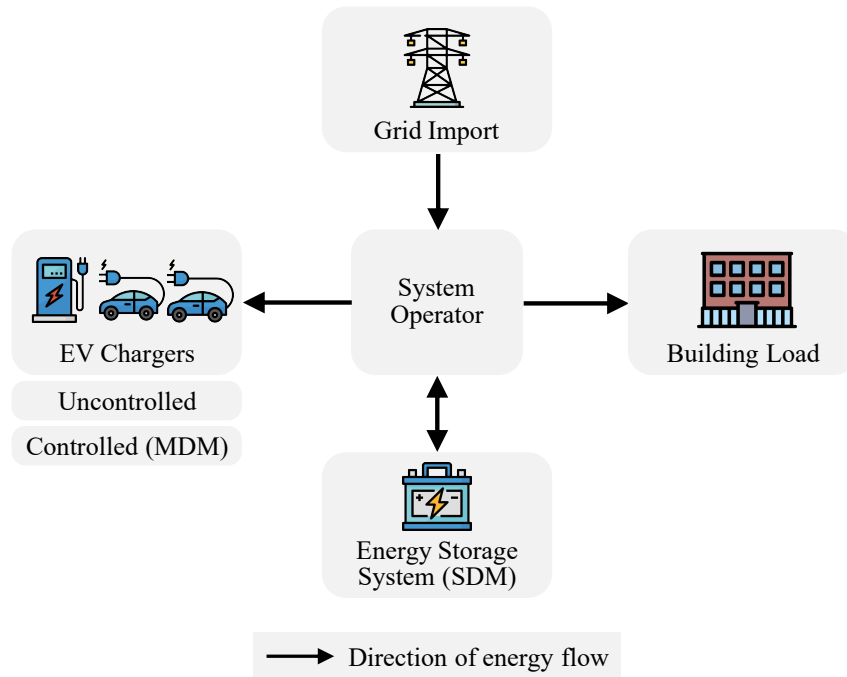 Grid Import
System
Operator
EV Chargers
Uncontrolled
Controlled (MDM)
Building Load
Energy Storage
System (SDM)
Direction of energy flow